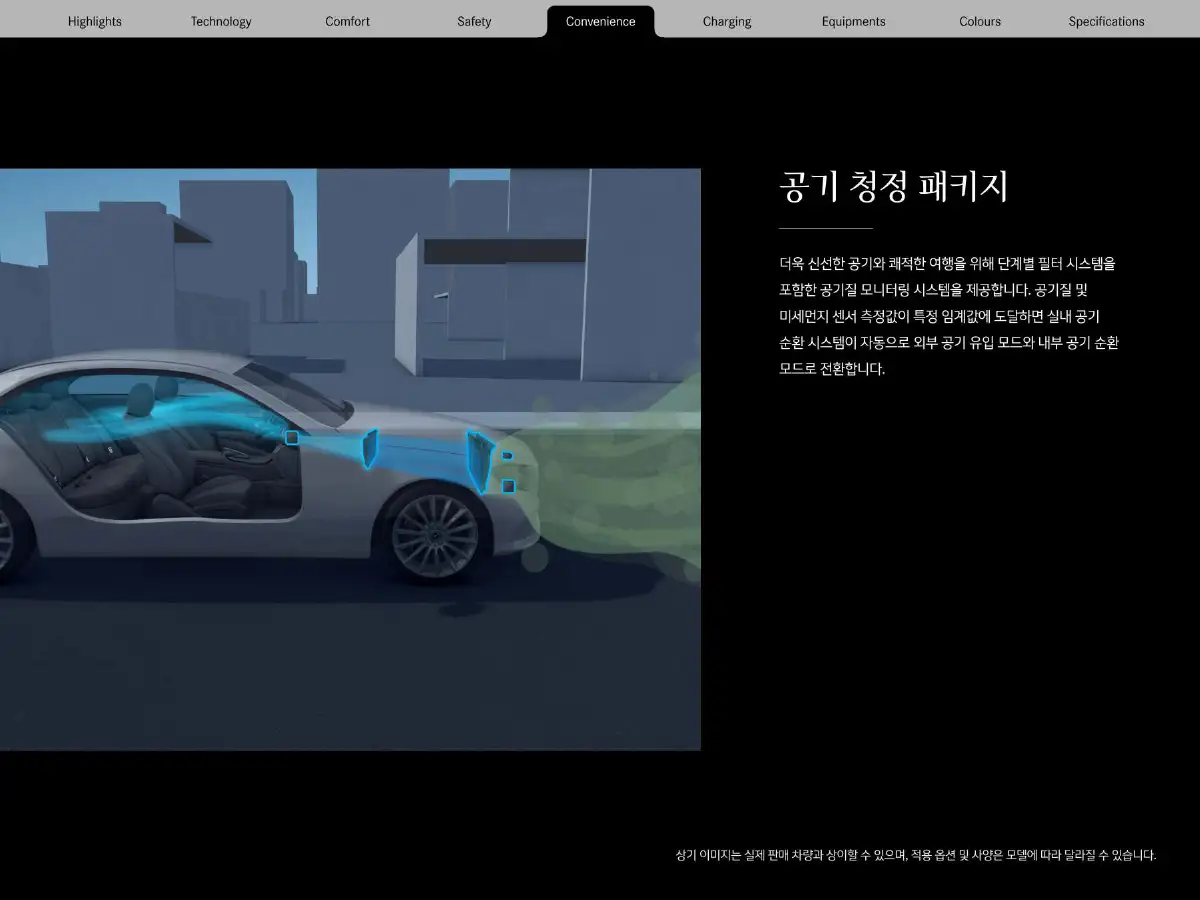 Highlights
Technology
Comfort
Safety
Convenience
Charging
Equipments
Colours
Specifications
공기 청정 패키지
더욱 신선한 공기와 쾌적한 여행을 위해 단계별 필터 시스템을
포함한 공기질 모니터링 시스템을 제공합니다. 공기질 및
미세먼지 센서 측정값이 특정 임계값에 도달하면 실내 공기
순환 시스템이 자동으로 외부 공기 유입 모드와 내부 공기 순환
모드로 전환합니다.
상기 이미지는 실제 판매 차량과 상이할 수 있으며, 적용 옵션 및 사양은 모델에 따라 달라질 수 있습니다.